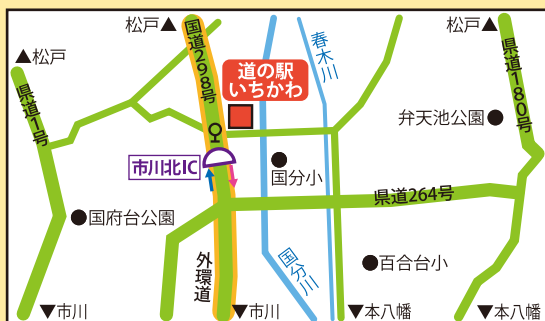 松戸▲
松戸▲
▲松戸
国道298号
道の駅
いちかわ
春木川
県道180号
県道1号
弁天池公園●
市川北IC
国分小
県道264号
●国府台公園
外環道
国分川
●百合台小
▼市川
▼市川
▼本八幡
▼本八幡